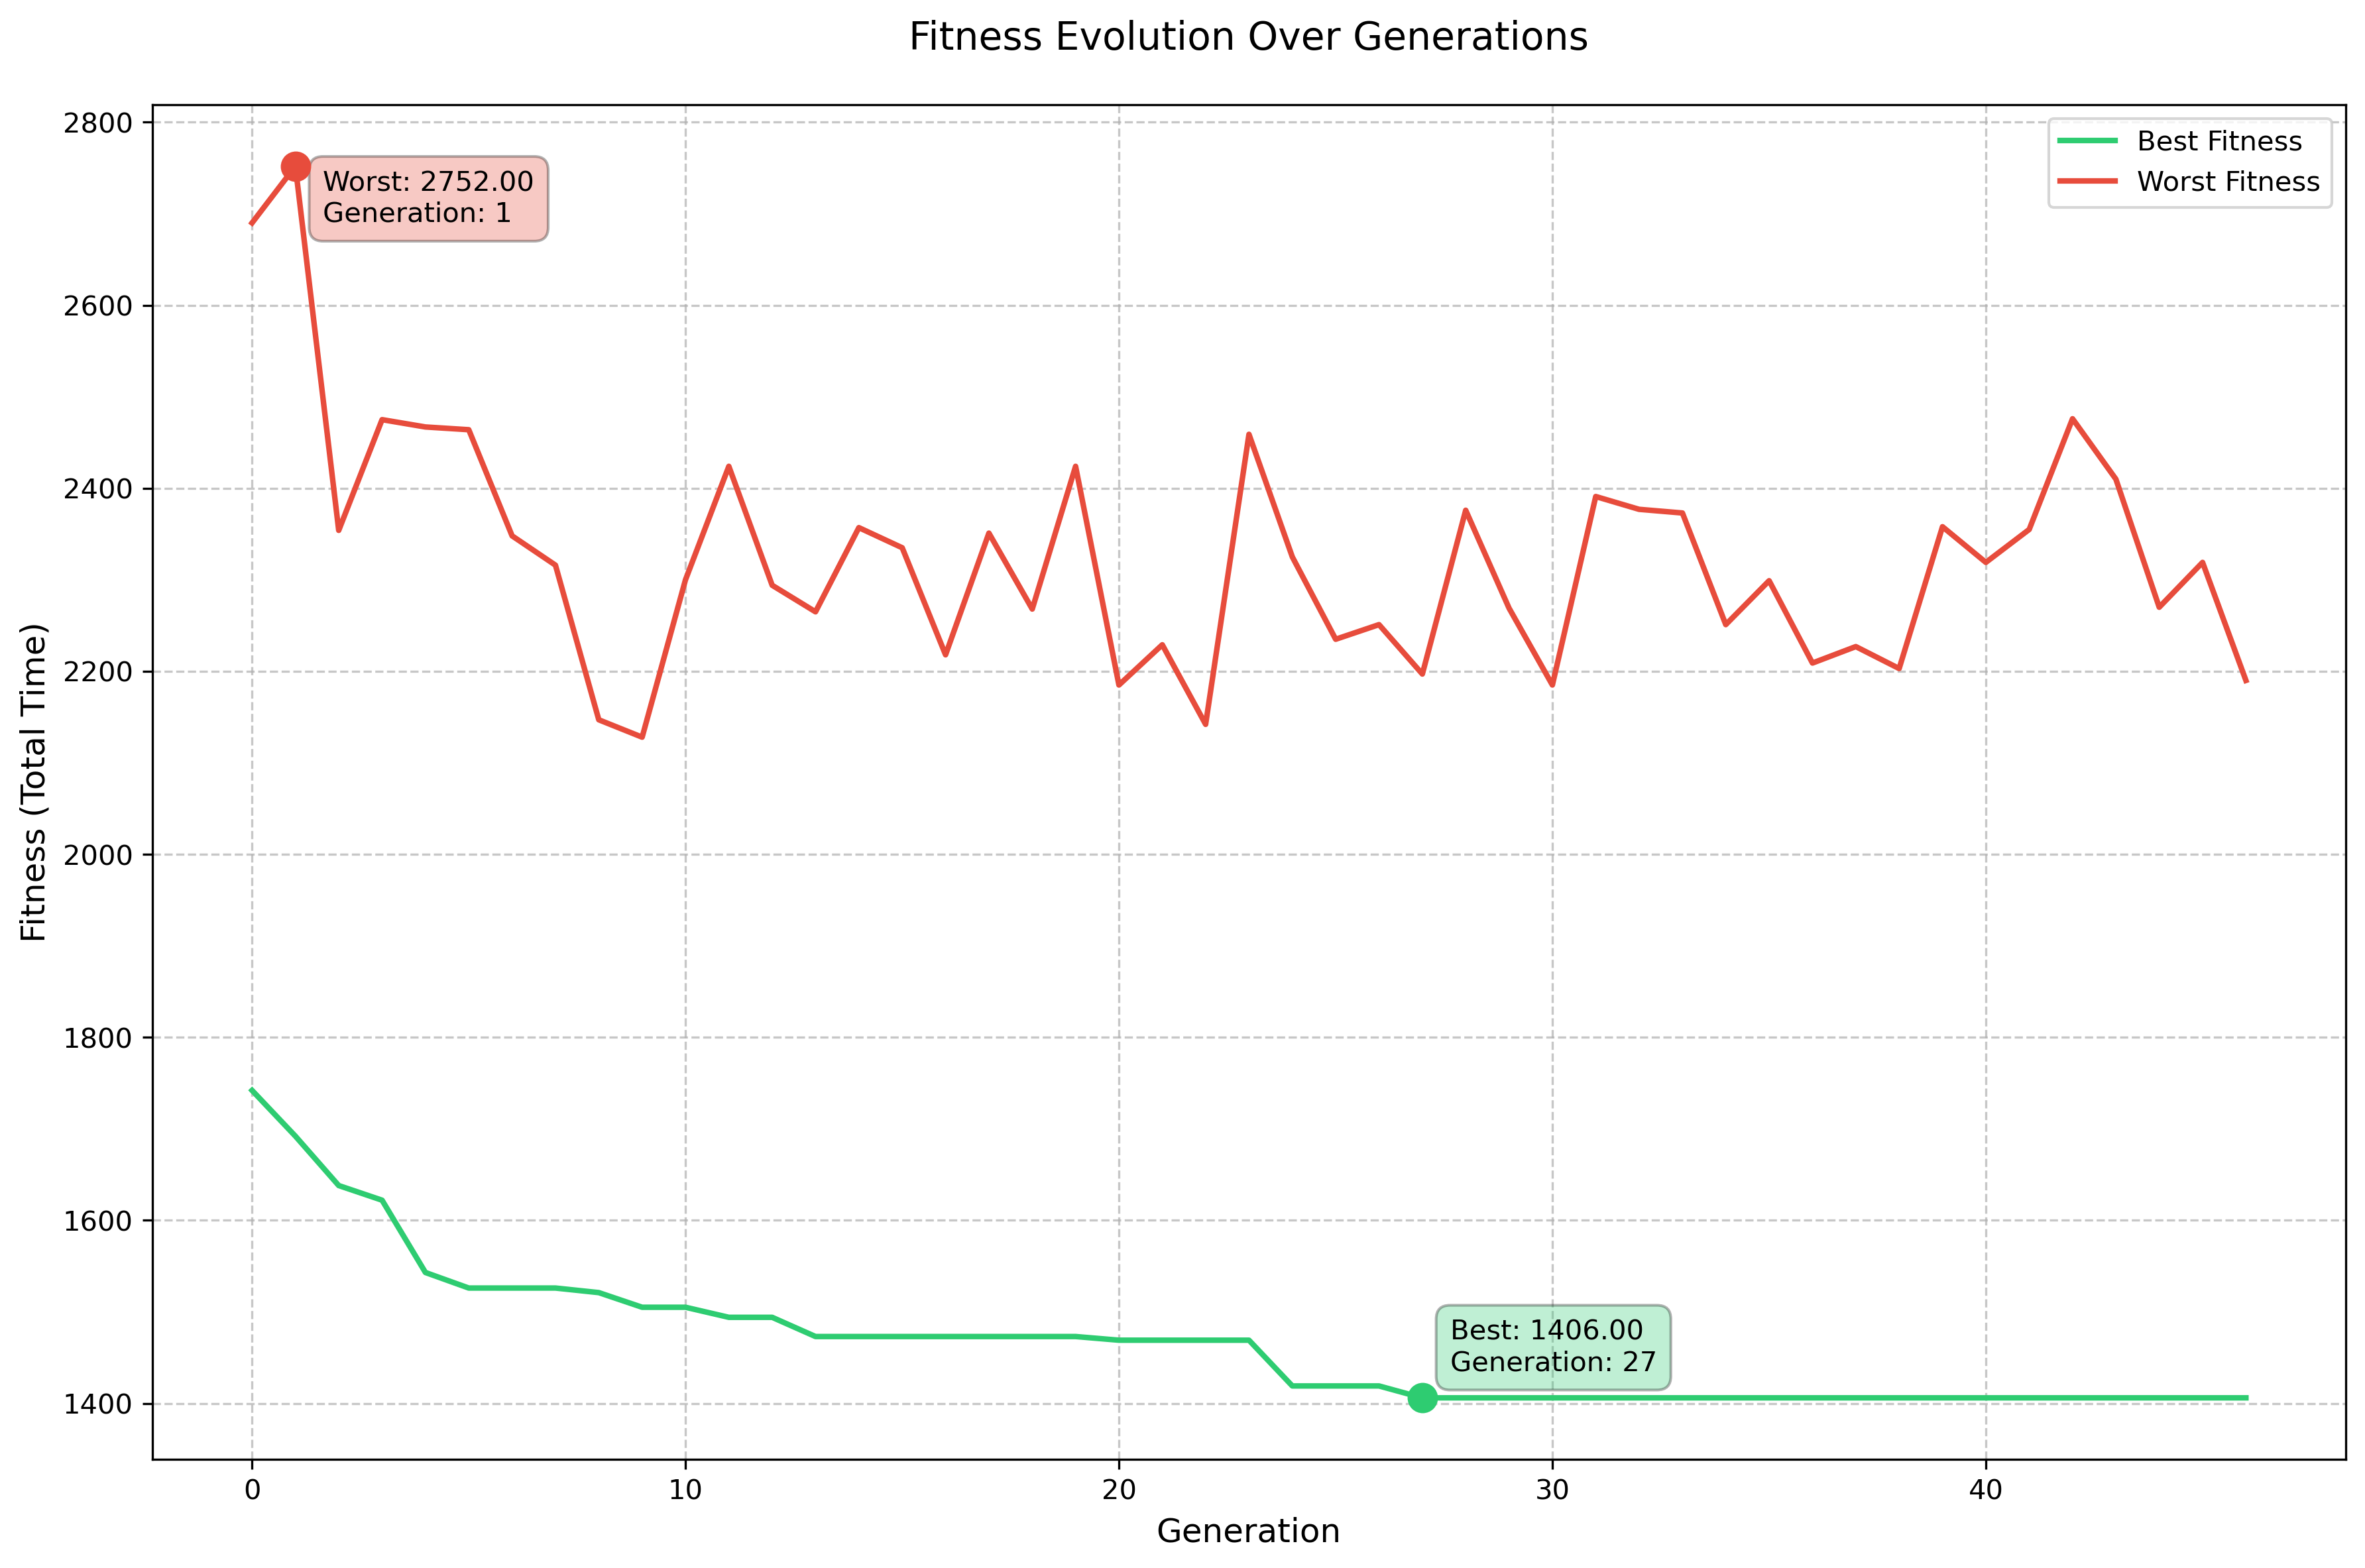 Fitness Evolution Over Generations
2800
2600
2400
2200
2000
1800
1600
1400
Fitness (Total Time)
Worst: 2752.00
Generation: 1
Best Fitness
Worst Fitness
Best: 1406.00
Generation: 27
0
10
20
30
40
Generation